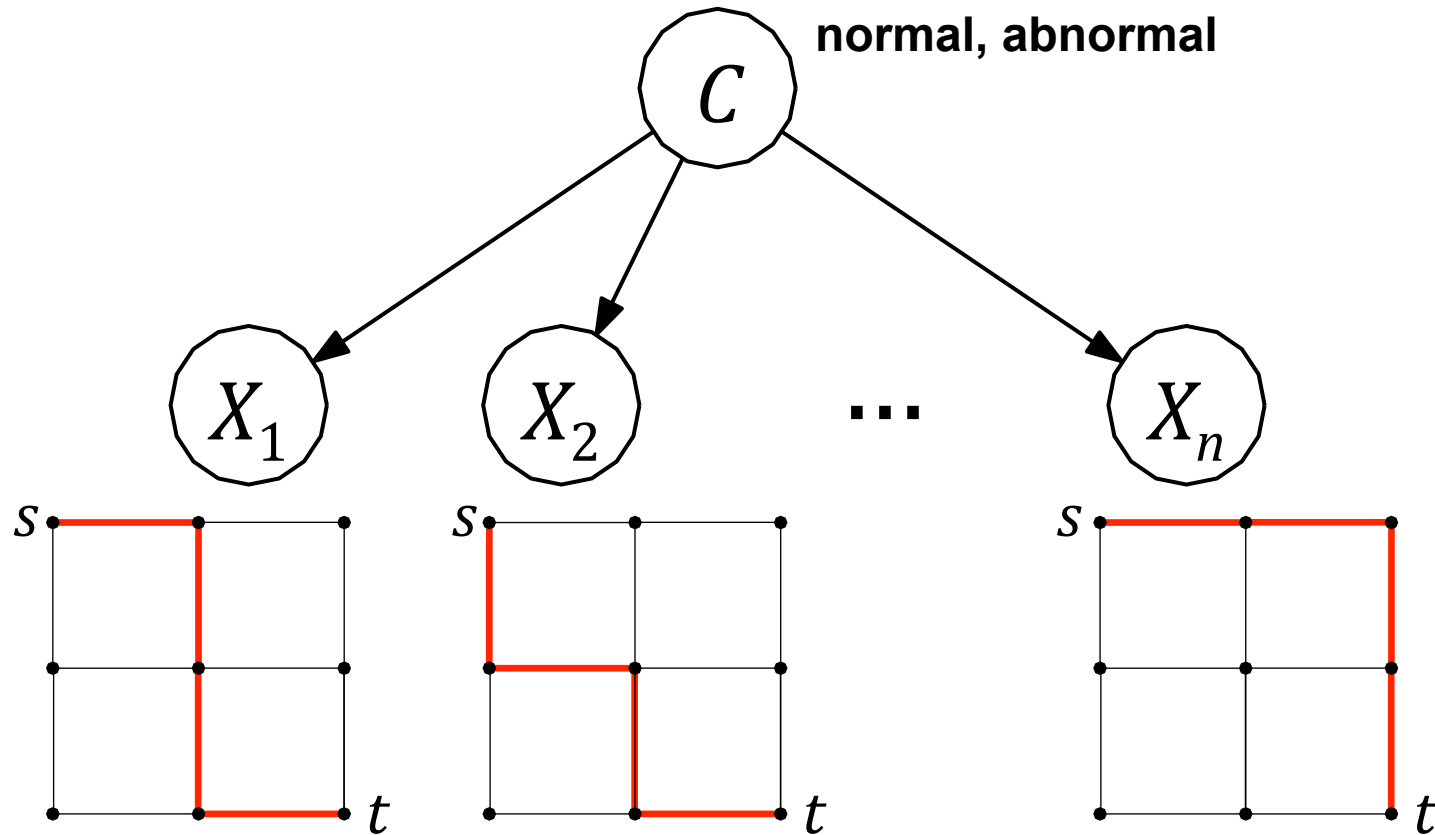 normal, abnormal
C
X₁ X₂ ... Xₙ
s s s
t t t